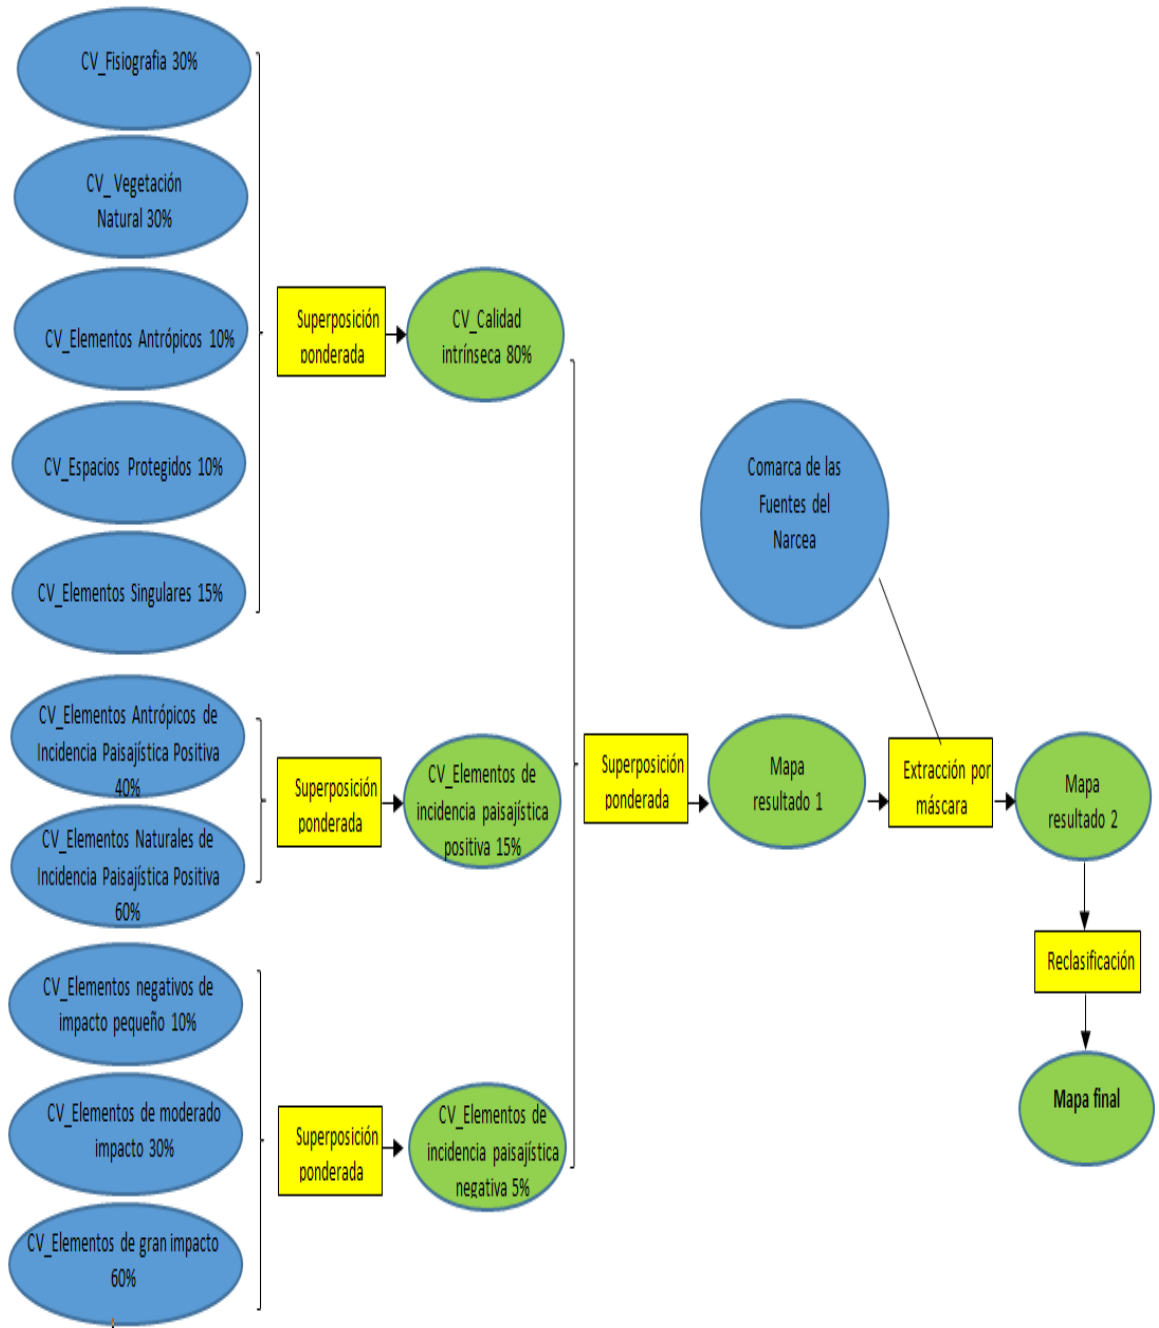 CV_Fisiografia 30%
CV_ Vegetación
Natural 30%
CV_Elementos Antrópicos 10%
CV_Espacios Protegidos 10%
CV_Elementos Singulares 15%
Superposición
ponderada
CV_Calidad
intrínseca 80%
CV_Elementos Antrópicos de
Incidencia Paisajística Positiva
40%
CV_Elementos Naturales de
Incidencia Paisajística Positiva
60%
Superposición
ponderada
CV_Elementos de
incidencia paisajística
positiva 15%
CV_Elementos negativos de
impacto pequeño 10%
CV_Elementos de moderado
impacto 30%
CV_Elementos de gran impacto
60%
Superposición
ponderada
CV_Elementos de
incidencia paisajística
negativa 5%
Superposición
ponderada
Mapa
resultado 1
Comarca de las
Fuentes del
Narcea
Extracción por
máscara
Mapa
resultado 2
Reclasificación
Mapa final